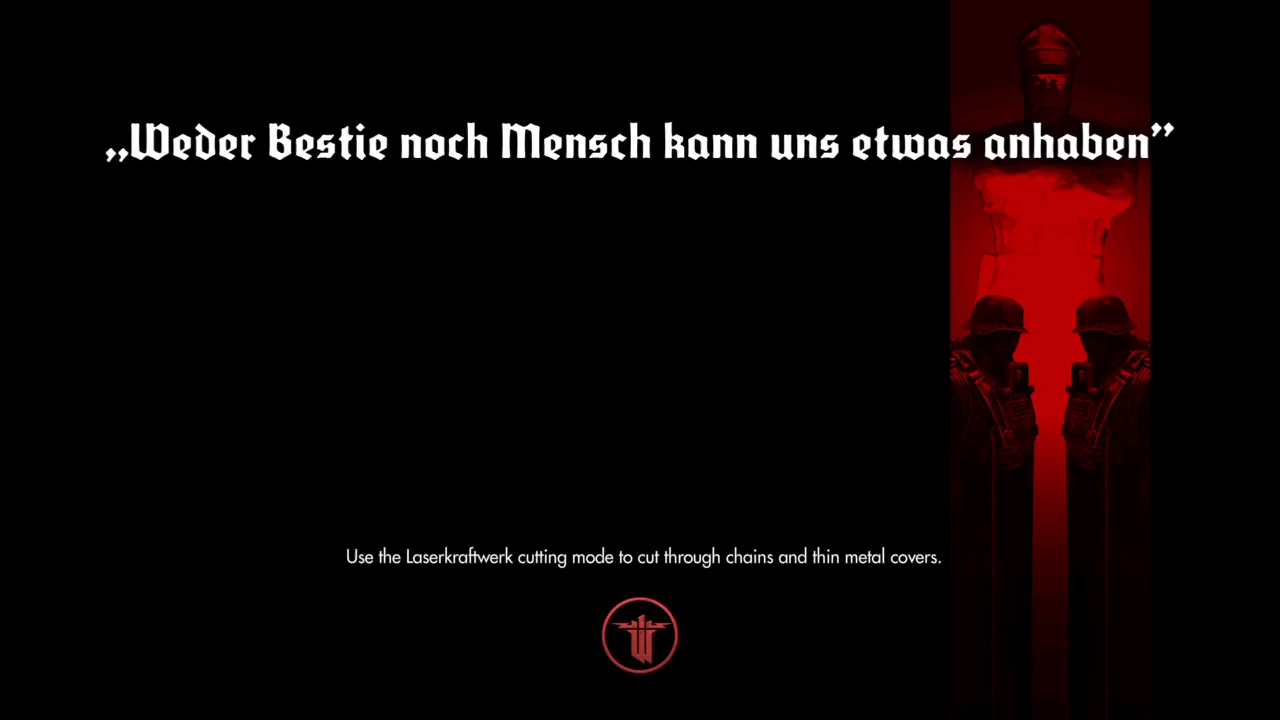 „Weder Bestie noch Mensch kann uns etwas anhaben”
Use the Laserkraftwerk cutting mode to cut through chains and thin metal covers.